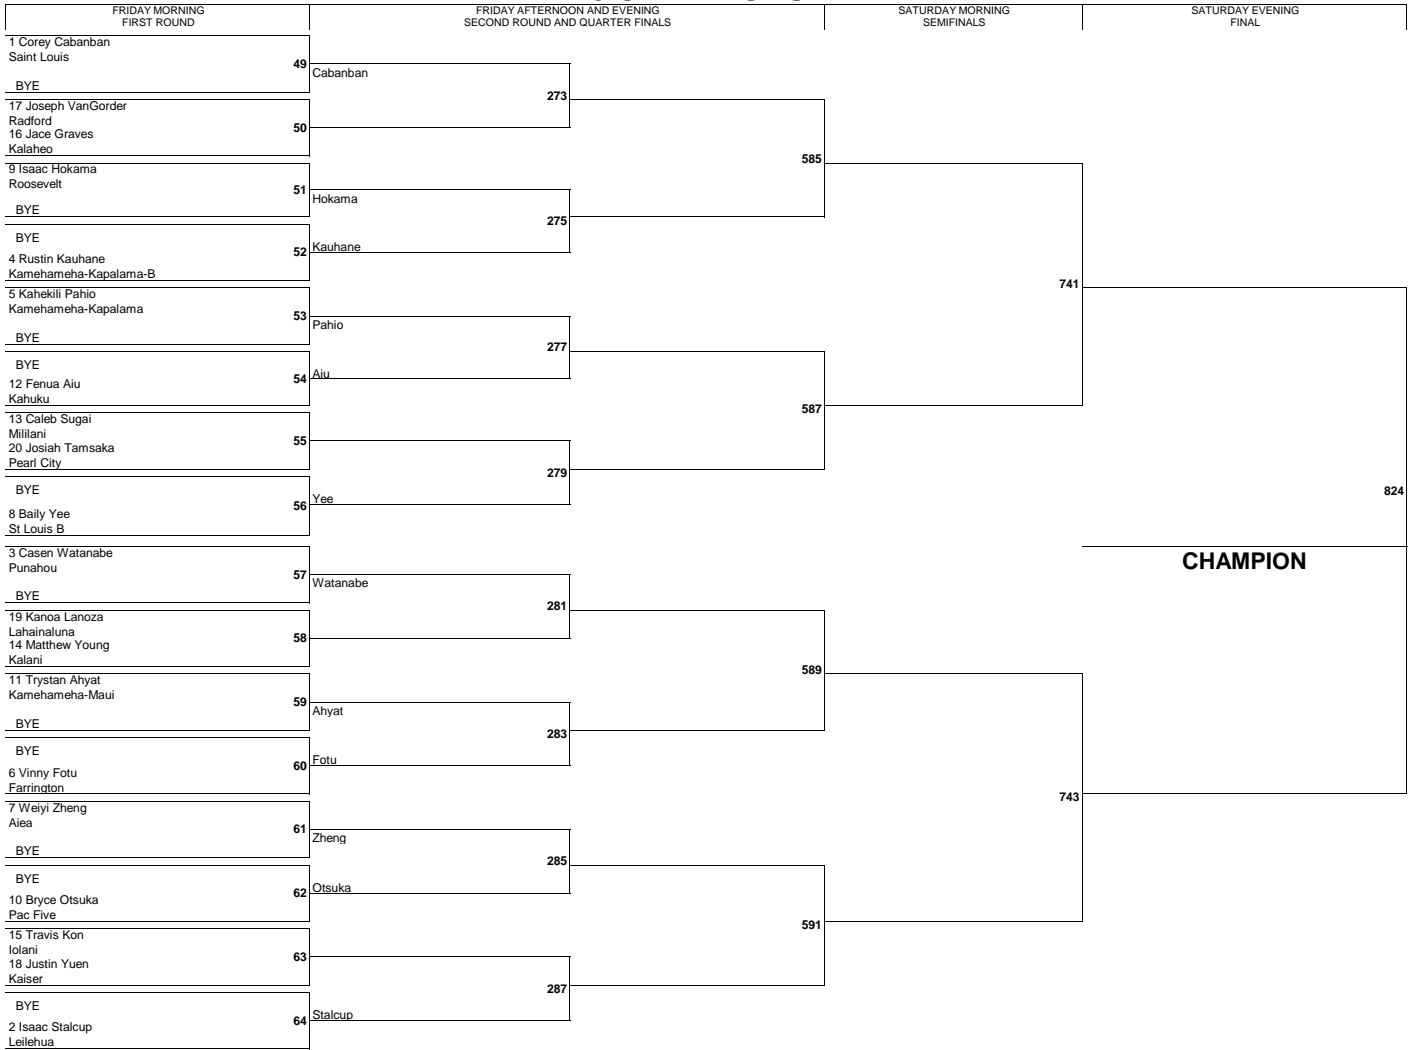 FRIDAY MORNING
FIRST ROUND
FRIDAY AFTERNOON AND EVENING
SECOND ROUND AND QUARTER FINALS
SATURDAY MORNING
SEMIFINALS
SATURDAY EVENING
FINAL
1 Corey Cabanban
Saint Louis
49
BYE
Cabanban
273
17 Joseph VanGorder
Radford
16 Jace Graves
Kalaheo
50
585
9 Isaac Hokama
Roosevelt
51
BYE
Hokama
275
BYE
52
4 Rustin Kauhane
Kamehameha-Kapalama-B
Kauhane
741
5 Kahekili Pahio
Kamehameha-Kapalama
53
BYE
Pahio
277
BYE
54
12 Fenua Aiu
Kahuku
Aiu
587
13 Caleb Sugai
Mililani
20 Josiah Tamsaka
Pearl City
55
279
BYE
56
8 Baily Yee
St Louis B
Yee
824
CHAMPION
3 Casen Watanabe
Punahou
57
BYE
Watanabe
281
19 Kanoa Lanoza
Lahainaluna
14 Matthew Young
Kalani
58
589
11 Trystan Ahyat
Kamehameha-Maui
59
BYE
Ahyat
283
BYE
60
6 Vinny Fotu
Farrington
Fotu
743
7 Weiyi Zheng
Aiea
61
BYE
Zheng
285
BYE
62
10 Bryce Otsuka
Pac Five
Otsuka
591
15 Travis Kon
Iolani
18 Justin Yuen
Kaiser
63
287
BYE
64
2 Isaac Stalcup
Leilehua
Stalcup